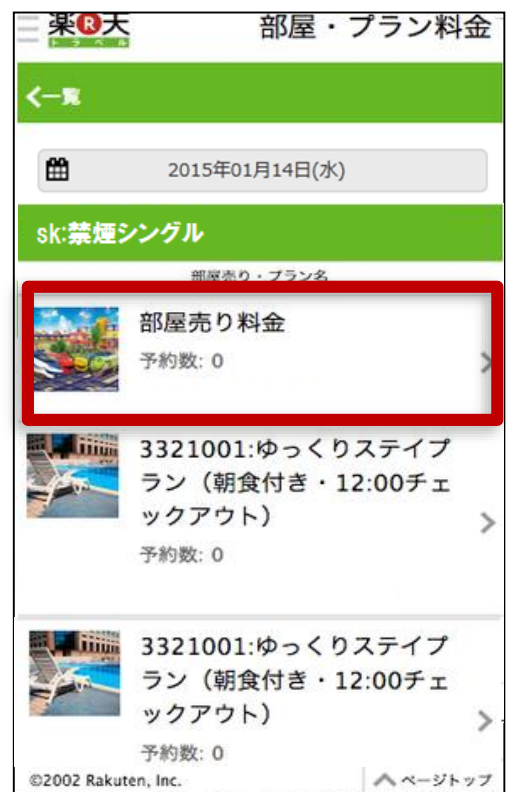 楽R天
トラベル
部屋・プラン料金
一覧
2015年01月14日(水)
sk:禁煙シングル
部屋売り・プラン名
部屋売り料金
予約数: 0
3321001:ゆっくりステイプ
ラン（朝食付き・12:00チェ
ックアウト）
予約数: 0
3321001:ゆっくりステイプ
ラン（朝食付き・12:00チェ
ックアウト）
予約数: 0
©2002 Rakuten, Inc.
ページトップ